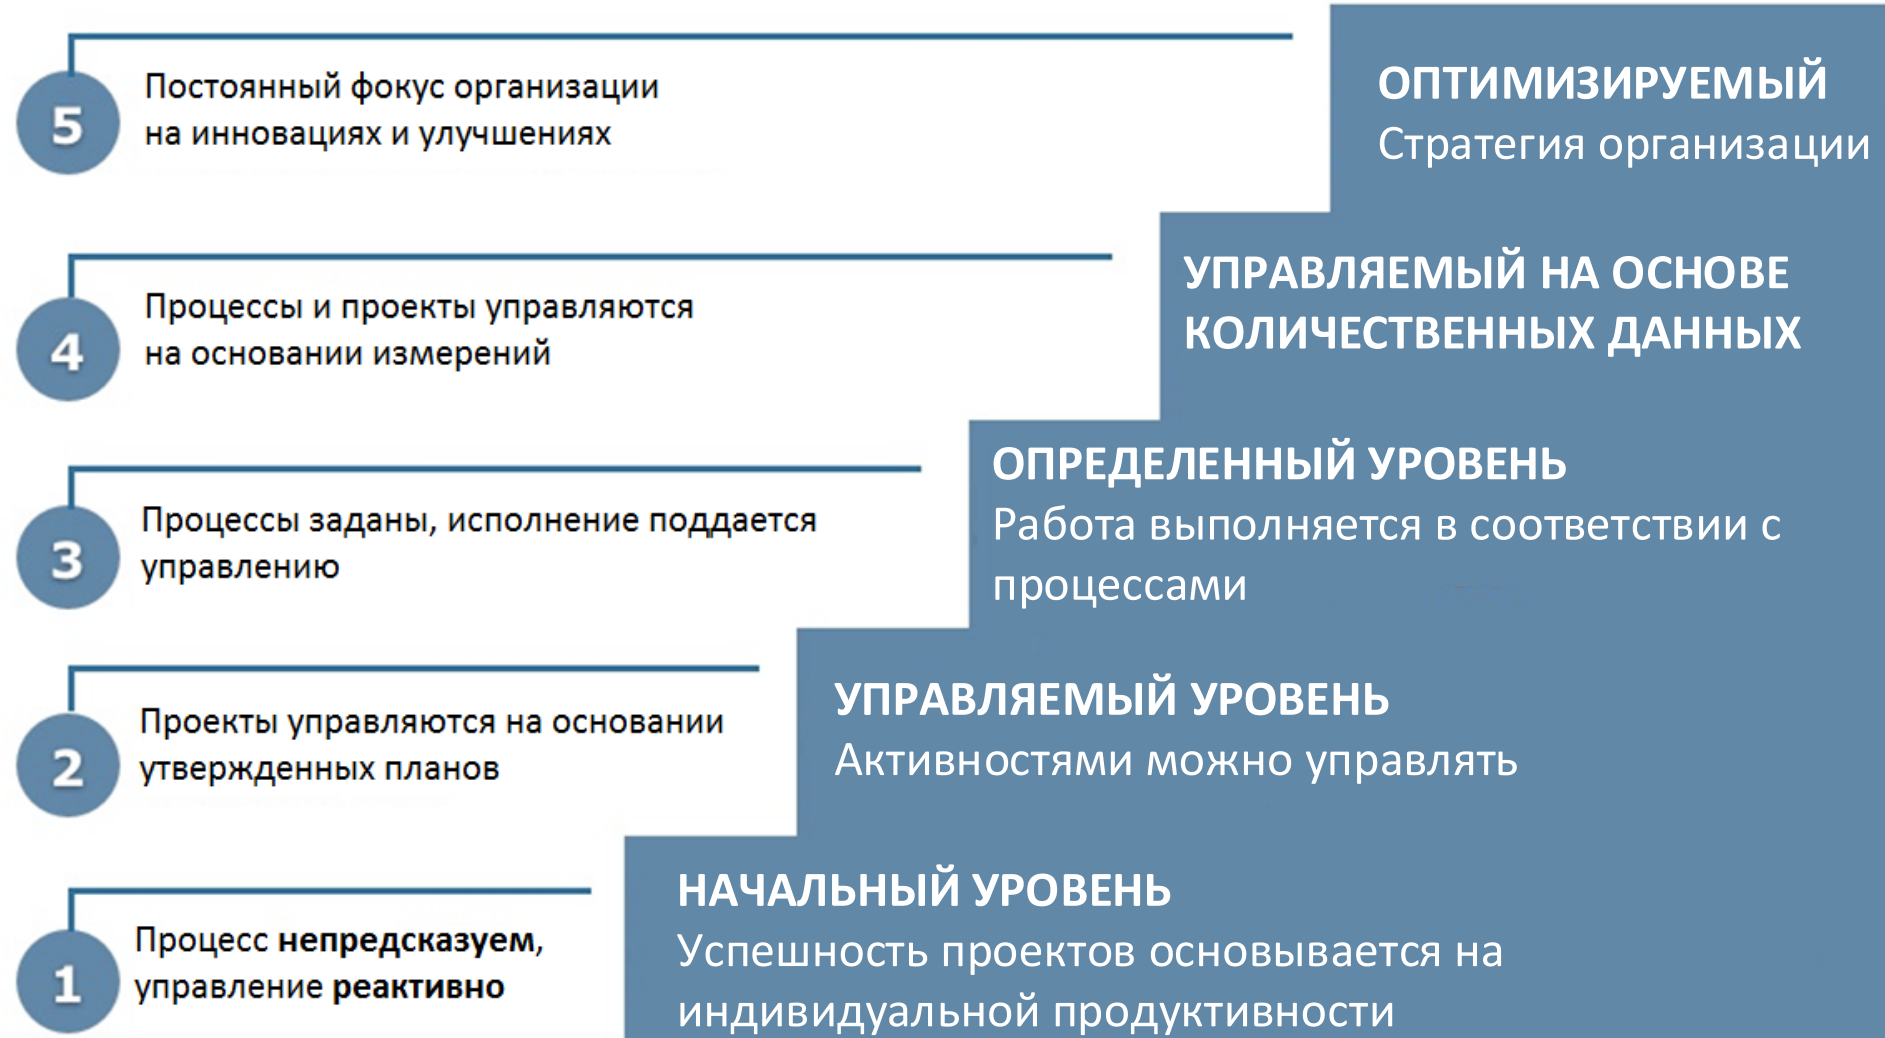 5
Постоянный фокус организации
на инновациях и улучшениях
ОПТИМИЗИРУЕМЫЙ
Стратегия организации
4
Процессы и проекты управляются
на основании измерений
УПРАВЛЯЕМЫЙ НА ОСНОВЕ
КОЛИЧЕСТВЕННЫХ ДАННЫХ
3
Процессы заданы, исполнение поддается
управлению
ОПРЕДЕЛЕННЫЙ УРОВЕНЬ
Работа выполняется в соответствии с
процессами
2
Проекты управляются на основании
утвержденных планов
УПРАВЛЯЕМЫЙ УРОВЕНЬ
Активностями можно управлять
1
Процесс непредсказуем,
управление реактивно
НАЧАЛЬНЫЙ УРОВЕНЬ
Успешность проектов основывается на
индивидуальной продуктивности